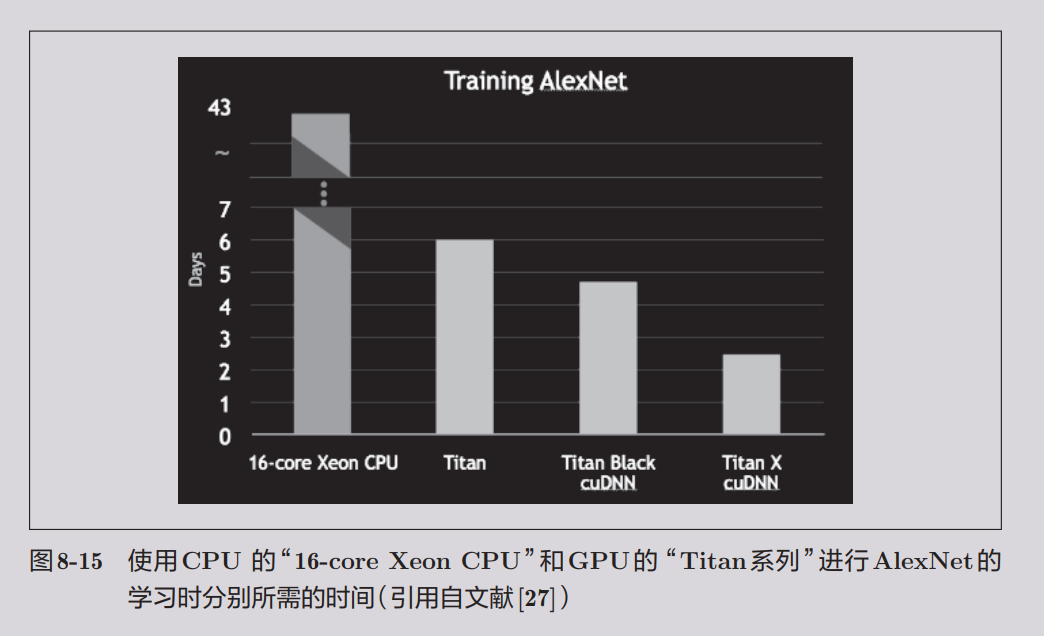 Training AlexNet
43
~
7
6
5
4
3
2
1
0
Days
16-core Xeon CPU
Titan
Titan Black
cuDNN
Titan X
cuDNN
图8-15 使用CPU 的“16-core Xeon CPU”和GPU的“Titan系列”进行AlexNet的
学习时分别所需的时间(引用自文献[27])